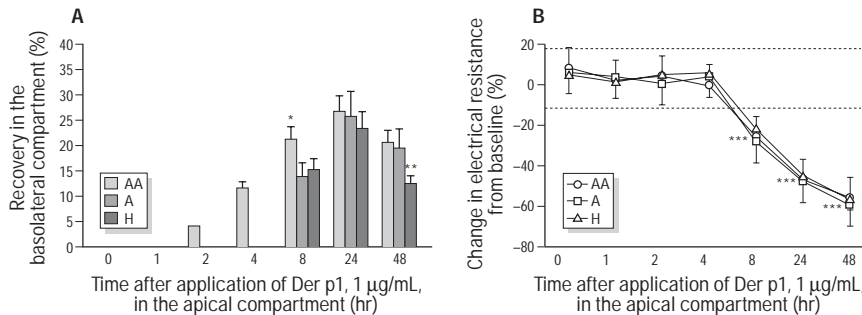 A
Recovery in the
basolateral compartment (%)
40
35
30
25
20
15
10
5
0
*
**
AA
A
H
0 1 2 4 8 24 48
Time after application of Der p1, 1 µg/mL,
in the apical compartment (hr)
B
Change in electrical resistance
from baseline (%)
20
0
−20
−40
−60
−80
***
***
***
AA
A
H
0 1 2 4 8 24 48
Time after application of Der p1, 1 µg/mL,
in the apical compartment (hr)